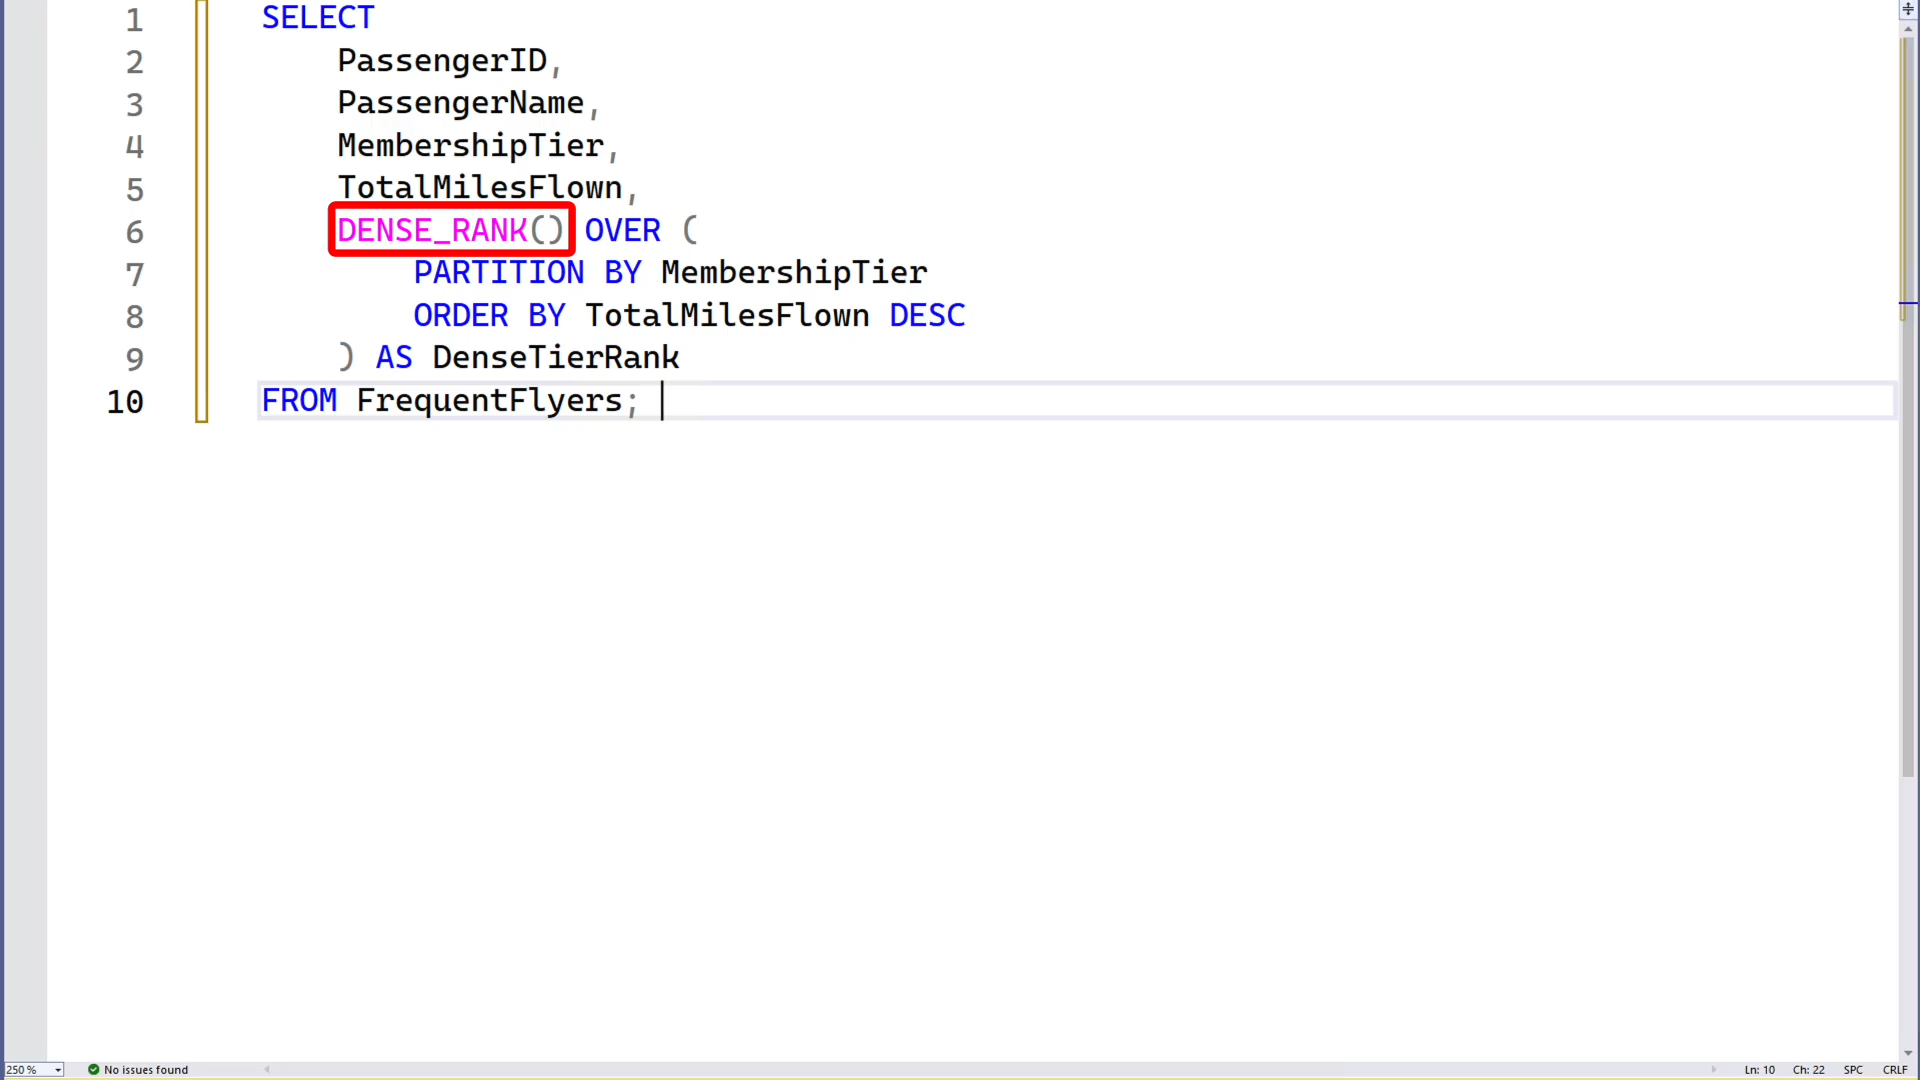 1 SELECT
2 PassengerID,
3 PassengerName,
4 MembershipTier,
5 TotalMilesFlown,
6 DENSE_RANK() OVER (
7 PARTITION BY MembershipTier
8 ORDER BY TotalMilesFlown DESC
9 ) AS DenseTierRank
10 FROM FrequentFlyers;
250 % No issues found Ln: 10 Ch: 22 SPC CRLF